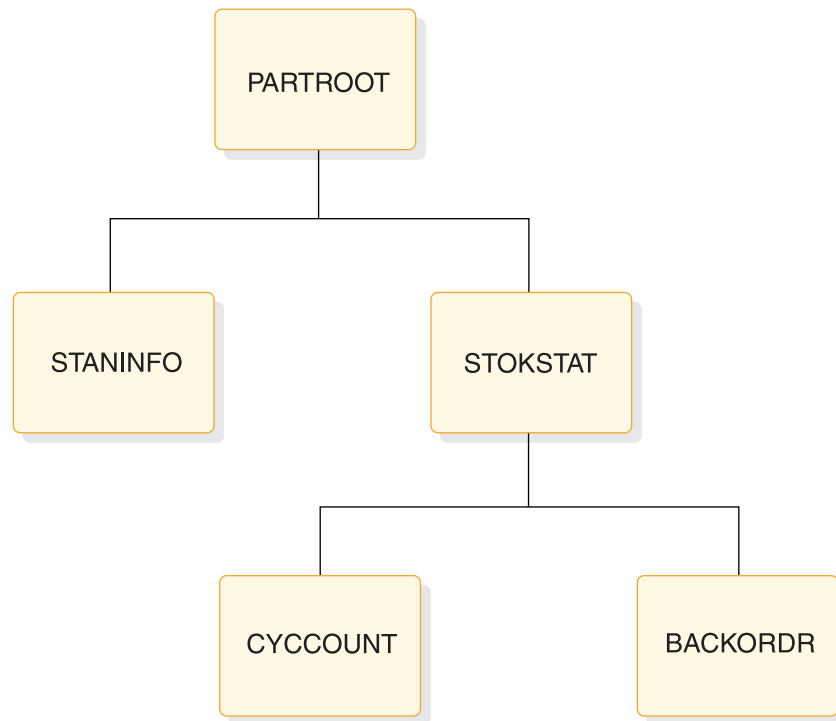 PARTROOT
STANINFO
STOKSTAT
CYCCOUNT
BACKORDR